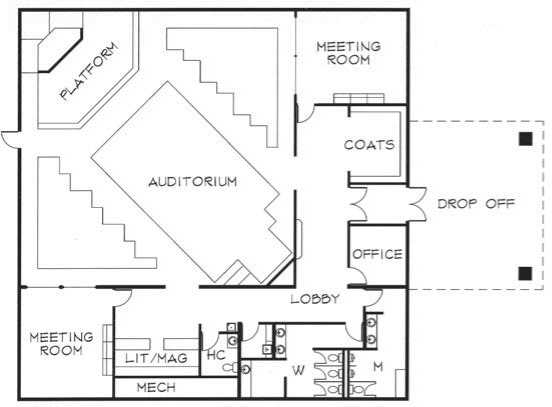 PLATFORM
MEETING
ROOM
COATS
AUDITORIUM
DROP OFF
OFFICE
LOBBY
MEETING
ROOM
LIT/MAG
HC
W
M
MECH